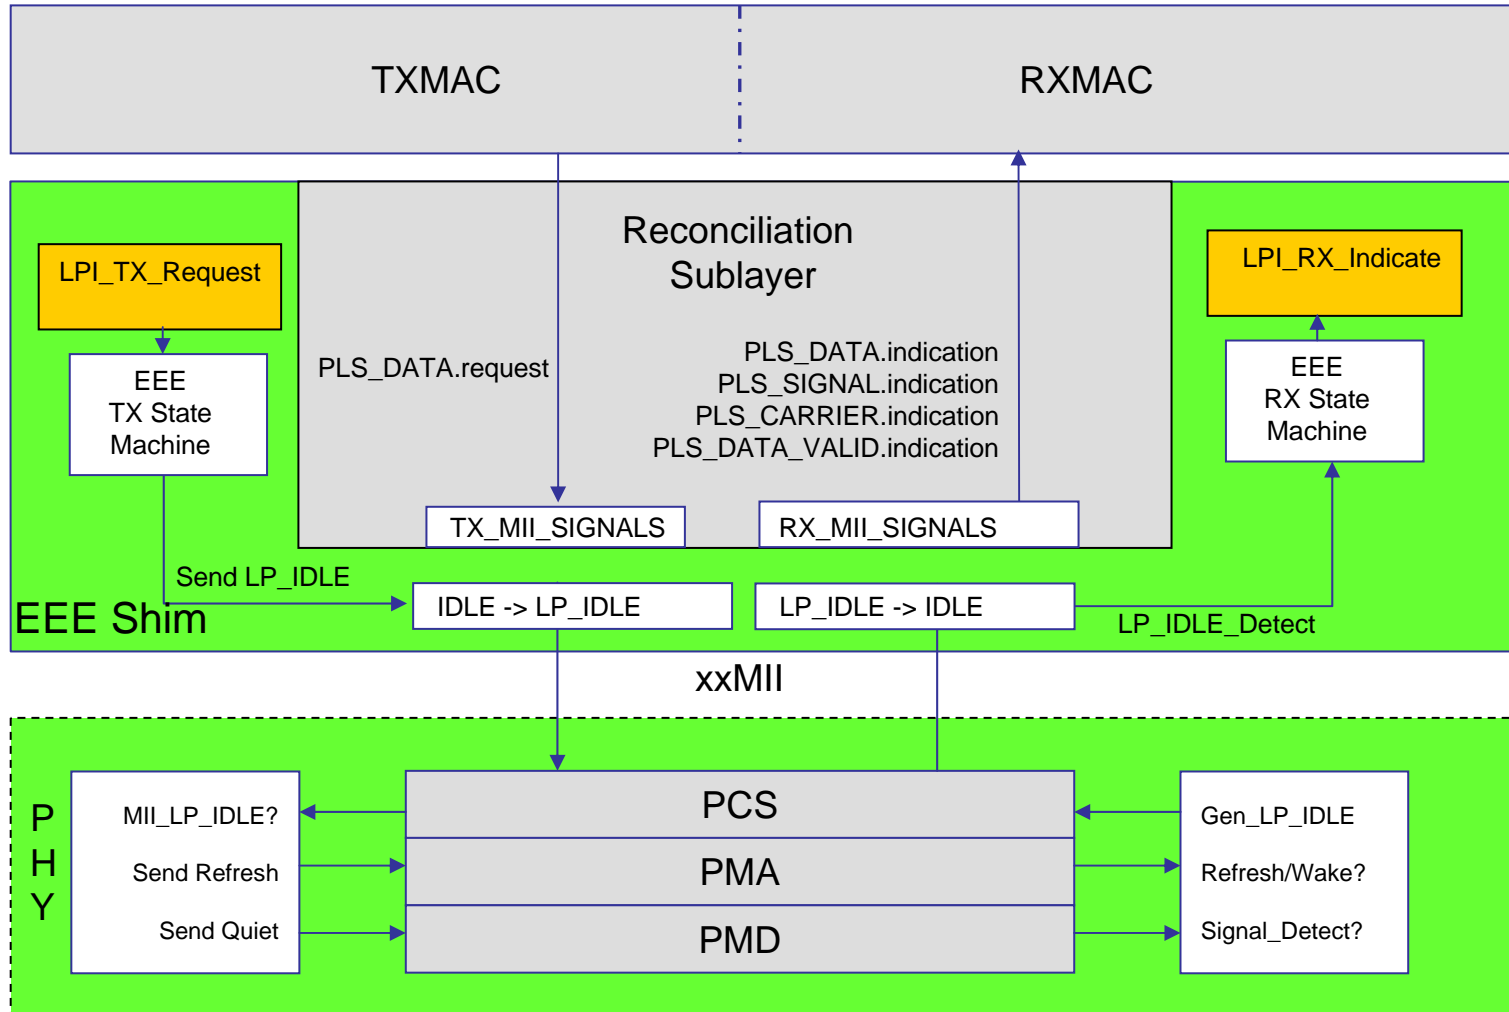 TXMAC
RXMAC
Reconciliation
Sublayer
LPI_TX_Request
LPI_RX_Indicate
EEE
TX State
Machine
PLS_DATA.request
PLS_DATA.indication
PLS_SIGNAL.indication
PLS_CARRIER.indication
PLS_DATA_VALID.indication
EEE
RX State
Machine
TX_MII_SIGNALS
RX_MII_SIGNALS
Send LP_IDLE
IDLE -> LP_IDLE
LP_IDLE -> IDLE
LP_IDLE_Detect
EEE Shim
xxMII
PHY
MII_LP_IDLE?
Send Refresh
Send Quiet
PCS
PMA
PMD
Gen_LP_IDLE
Refresh/Wake?
Signal_Detect?